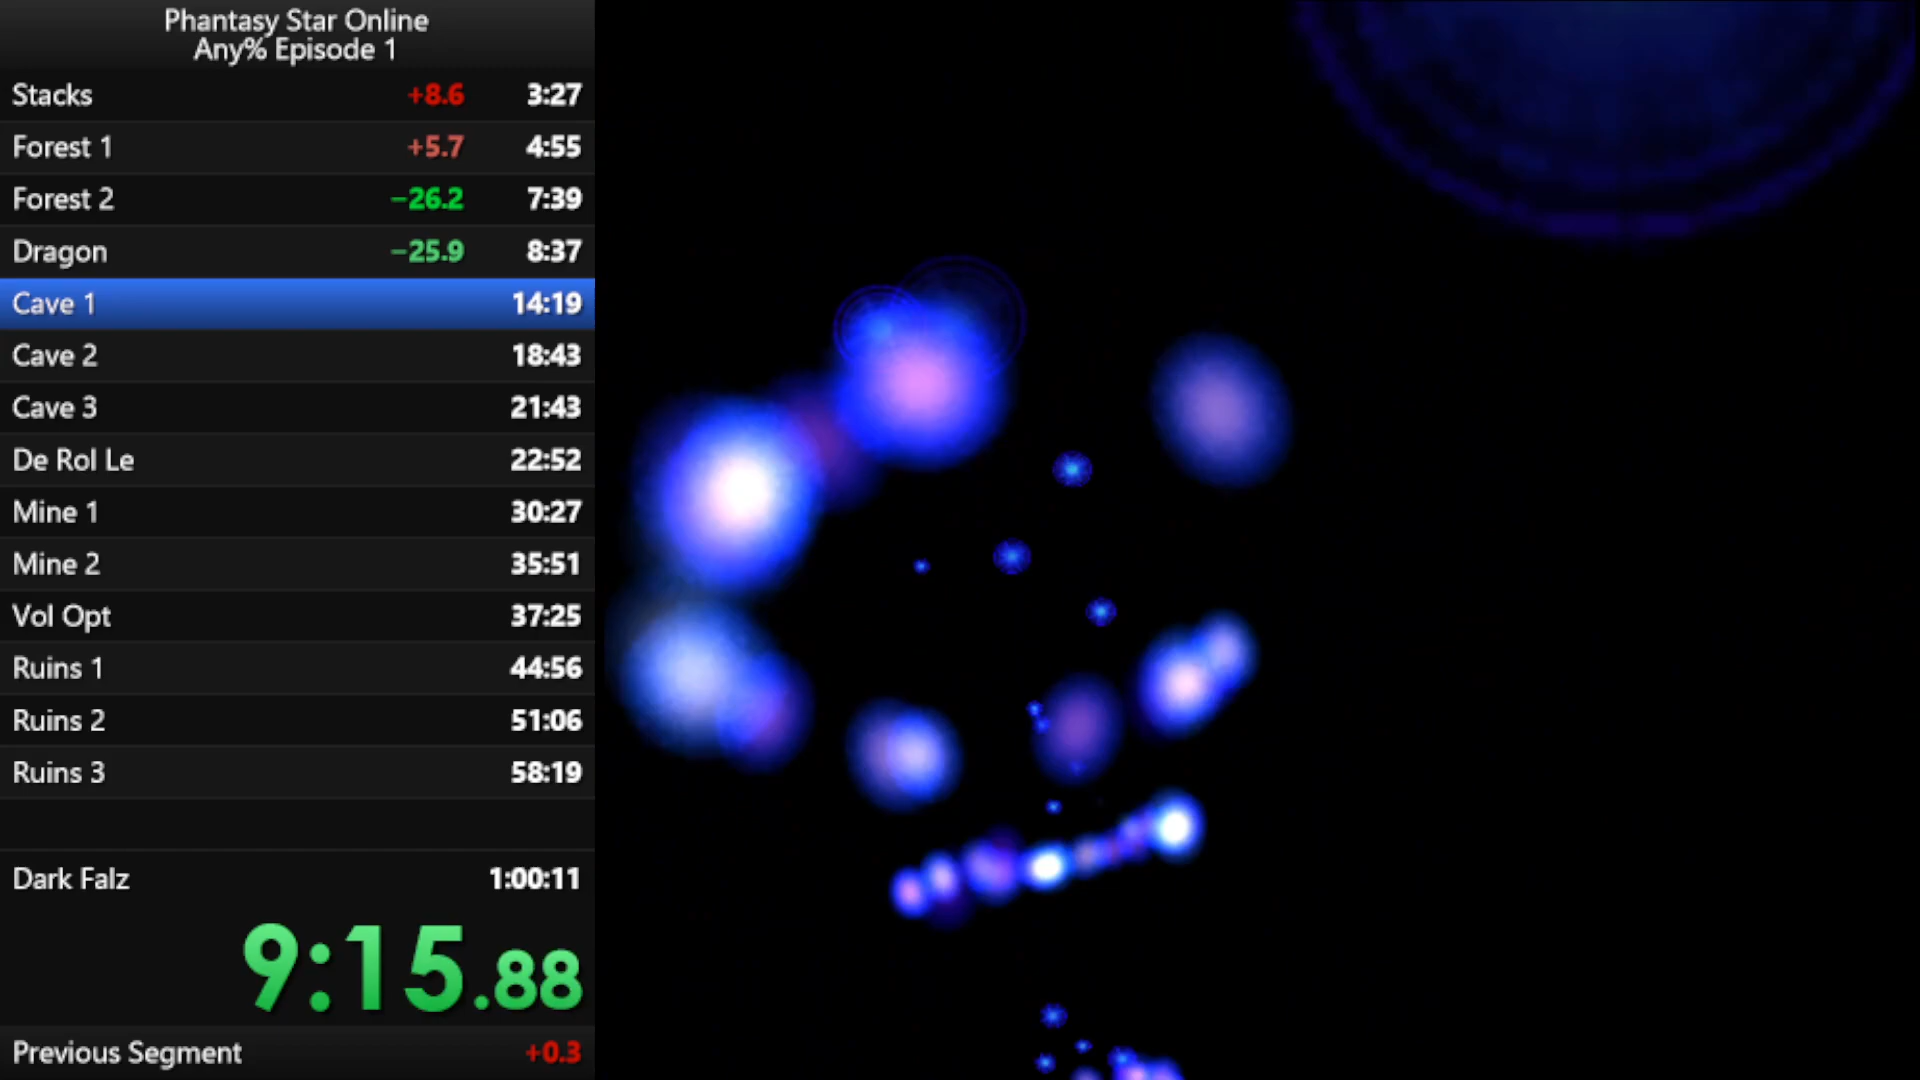 Phantasy Star Online
Any% Episode 1
Stacks +8.6 3:27
Forest 1 +5.7 4:55
Forest 2 −26.2 7:39
Dragon −25.9 8:37
Cave 1 14:19
Cave 2 18:43
Cave 3 21:43
De Rol Le 22:52
Mine 1 30:27
Mine 2 35:51
Vol Opt 37:25
Ruins 1 44:56
Ruins 2 51:06
Ruins 3 58:19
Dark Falz 1:00:11
9:15.88
Previous Segment +0.3